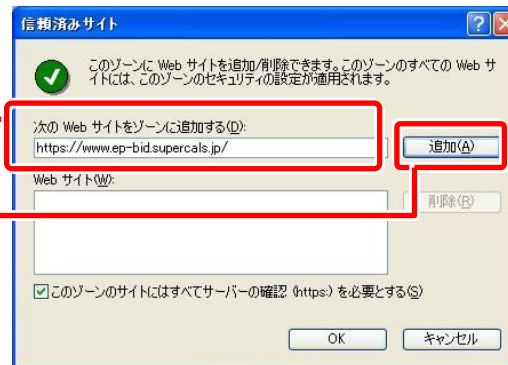 信頼済みサイト
このゾーンに Web サイトを追加/削除できます。このゾーンのすべての Web サ
イトには、このゾーンのセキュリティの設定が適用されます。
次の Web サイトをゾーンに追加する(D):
https://www.ep-bid.supercals.jp/
追加(A)
Web サイト(W):
削除(R)
このゾーンのサイトにはすべてサーバーの確認 (https:) を必要とする(S)
OK
キャンセル